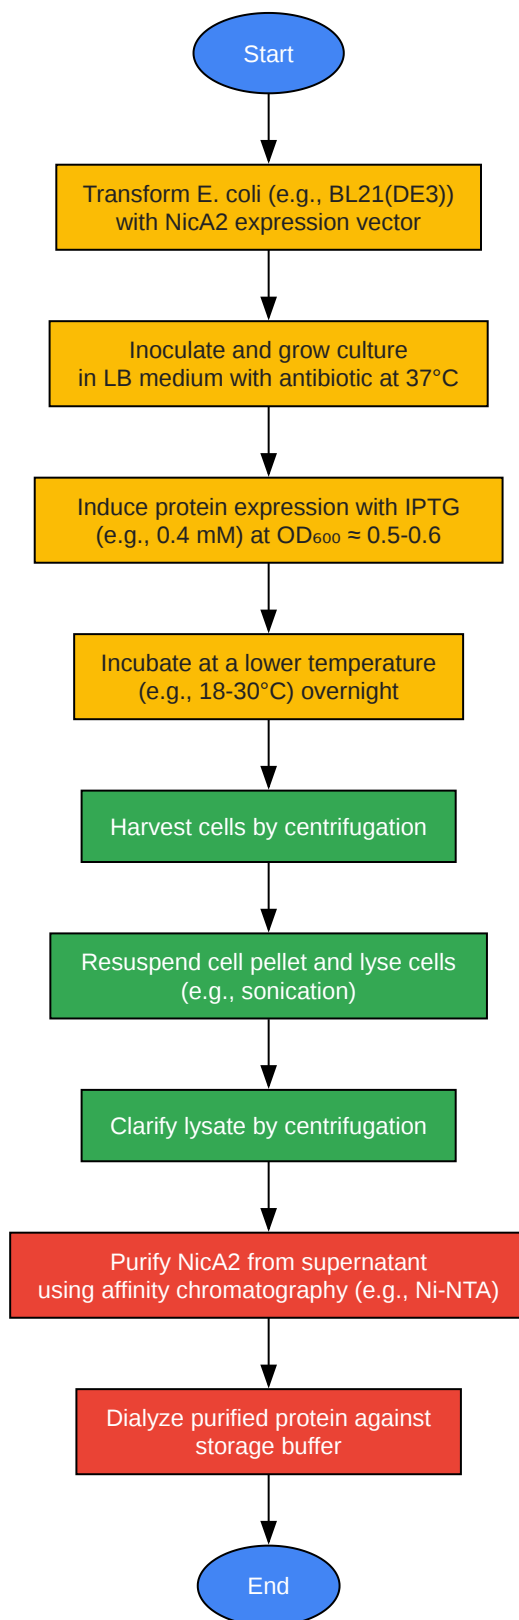 Start
Transform E. coli (e.g., BL21(DE3))
with NicA2 expression vector
Inoculate and grow culture
in LB medium with antibiotic at 37°C
Induce protein expression with IPTG
(e.g., 0.4 mM) at OD₆₀₀ ≈ 0.5-0.6
Incubate at a lower temperature
(e.g., 18-30°C) overnight
Harvest cells by centrifugation
Resuspend cell pellet and lyse cells
(e.g., sonication)
Clarify lysate by centrifugation
Purify NicA2 from supernatant
using affinity chromatography (e.g., Ni-NTA)
Dialyze purified protein against
storage buffer
End